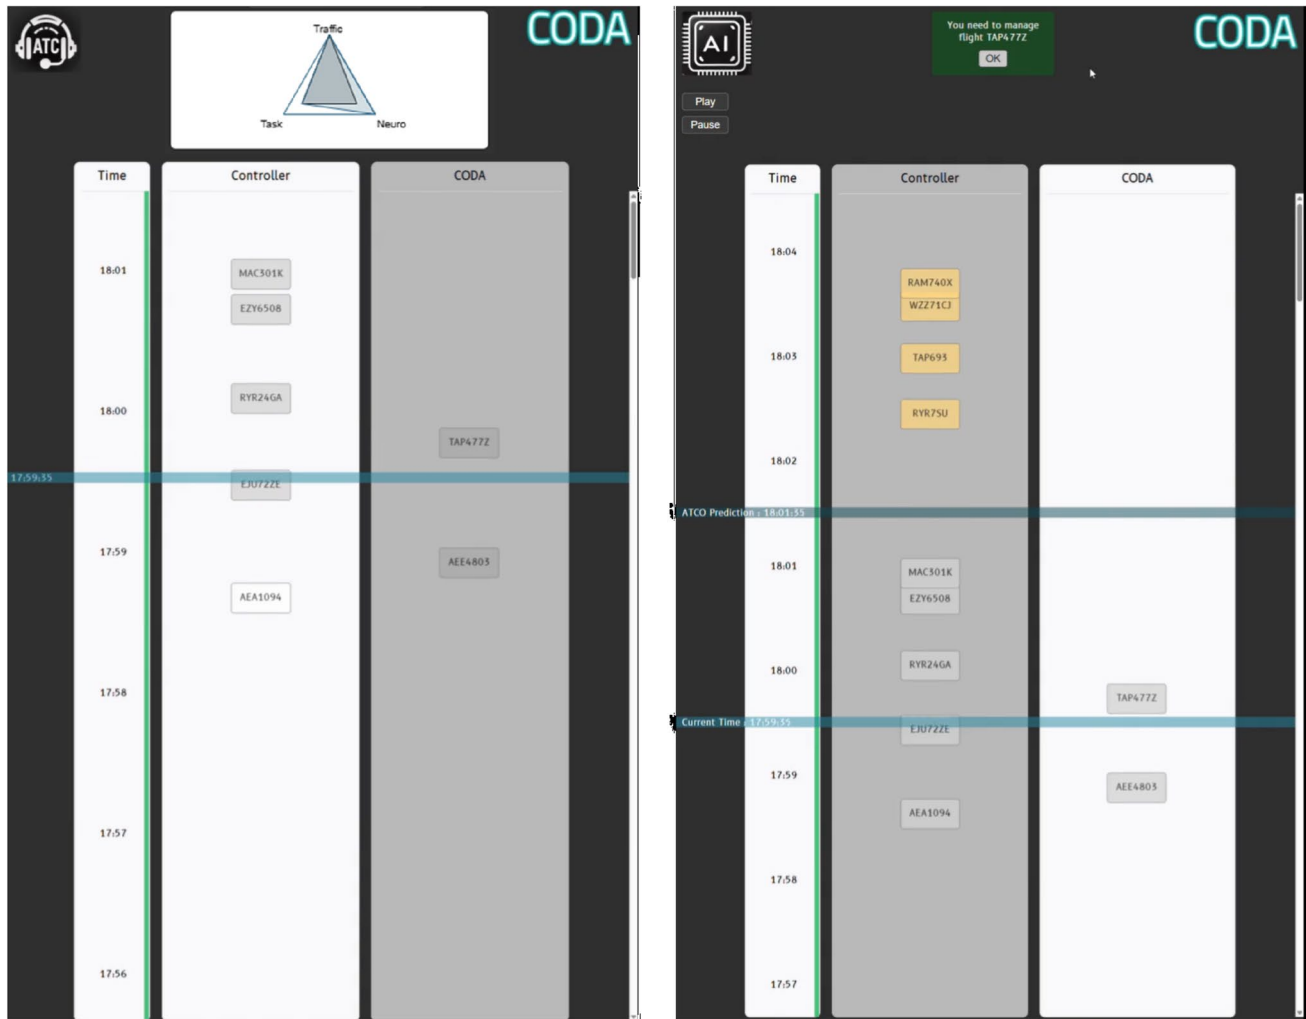 ATC
CODA
Traffic
Task
Neuro
Time
Controller
CODA
18:01
MAC301K
EZY6508
RYR24GA
18:00
TAP477Z
17:59:35
EJU72ZE
17:59
AEE4803
AEA1094
17:58
17:57
17:56
AI
You need to manage
flight TAP477Z
OK
CODA
Play
Pause
Time
Controller
CODA
18:04
RAM740X
WZZ71CJ
18:03
TAP693
RYR7SU
18:02
ATCO Prediction : 18:01:35
18:01
MAC301K
EZY6508
18:00
RYR24GA
TAP477Z
Current Time : 17:59:35
EJU72ZE
17:59
AEE4803
AEA1094
17:58
17:57